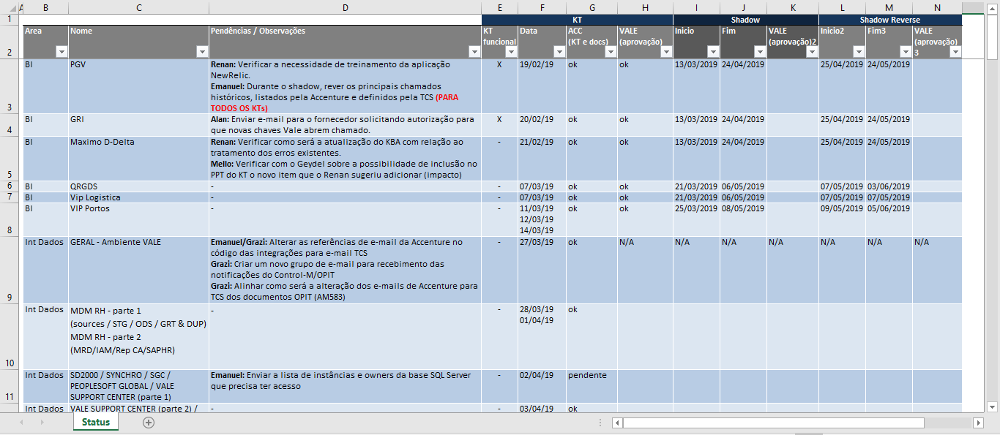 A B C D E F G H I J K L M N
1 KT Shadow Shadow Reverse
2 Area Nome Pendências / Observações KT funcional Data ACC (KT e docs) VALE (aprovação) Inicio Fim VALE (aprovação)2 Inicio2 Fim3 VALE (aprovação) 3
3 BI PGV Renan: Verificar a necessidade de treinamento da aplicação X 19/02/19 ok ok 13/03/2019 24/04/2019 25/04/2019 24/05/2019
NewRelic.
Emanuel: Durante o shadow, rever os principais chamados
históricos, listados pela Accenture e definidos pela TCS (PARA
TODOS OS KTs)
4 BI GRI Alan: Enviar e-mail para o fornecedor solicitando autorização para X 20/02/19 ok ok 13/03/2019 24/04/2019 25/04/2019 24/05/2019
que novas chaves Vale abrem chamado.
5 BI Maximo D-Delta Renan: Verificar como será a atualização do KBA com relação ao - 21/02/19 ok ok 13/03/2019 24/04/2019 25/04/2019 24/05/2019
tratamento dos erros existentes.
Mello: Verificar com o Geydel sobre a possibilidade de inclusão no
PPT do KT o novo item que o Renan sugeriu adicionar (impacto)
6 BI QRGDS - - 07/03/19 ok ok 21/03/2019 06/05/2019 07/05/2019 03/06/2019
7 BI Vip Logistica - - 07/03/19 ok ok 21/03/2019 06/05/2019 07/05/2019 07/05/2019
8 BI VIP Portos - - 11/03/19 ok ok 25/03/2019 08/05/2019 09/05/2019 05/06/2019
12/03/19
14/03/19
9 Int Dados GERAL - Ambiente VALE Emanuel/Grazi: Alterar as referências de e-mail da Accenture no - 27/03/19 ok N/A N/A N/A N/A N/A N/A N/A
código das integrações para e-mail TCS
Grazi: Criar um novo grupo de e-mail para recebimento das
notificações do Control-M/OPIT
Grazi: Alinhar como será a alteração dos e-mails de Accenture para
TCS dos documentos OPIT (AM583)
10 Int Dados MDM RH - parte 1 - - 28/03/19 ok
(sources / STG / ODS / GRT & DUP) 01/04/19
MDM RH - parte 2
(MRD/IAM/Rep CA/SAPHR)
11 Int Dados SD2000 / SYNCHRO / SGC / Emanuel: Enviar a lista de instâncias e owners da base SQL Server - 02/04/19 pendente
PEOPLESOFT GLOBAL / VALE que precisa ter acesso
SUPPORT CENTER (parte 1)
Int Dados VALE SUPPORT CENTER (parte 2) / - - 03/04/19 ok
Status